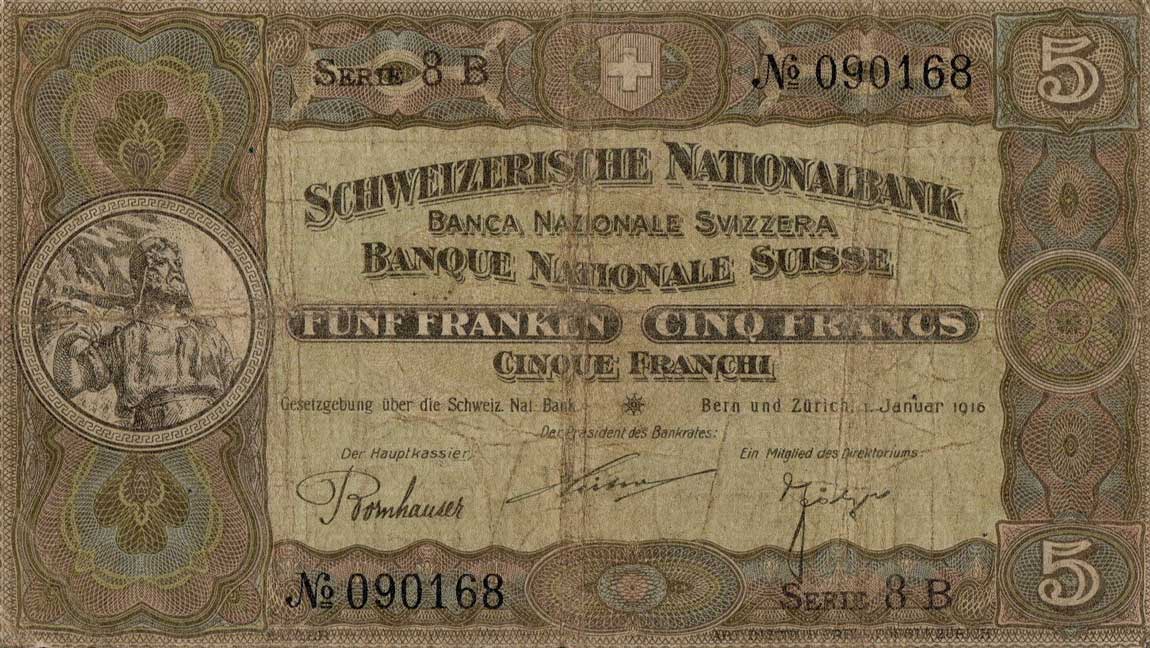 SERIE 8 B
№ 090168
5
SCHWEIZERISCHE NATIONALBANK
BANCA NAZIONALE SVIZZERA
BANQUE NATIONALE SUISSE
FÜNF FRANKEN CINQ FRANCS
CINQUE FRANCHI
Gesetzgebung über die Schweiz. Nat. Bank.
Bern und Zürich, 1. Januar 1916
Der Präsident des Bankrates:
Der Hauptkassier:
Ein Mitglied des Direktoriums:
Bornhauser
№ 090168
SERIE 8 B
5